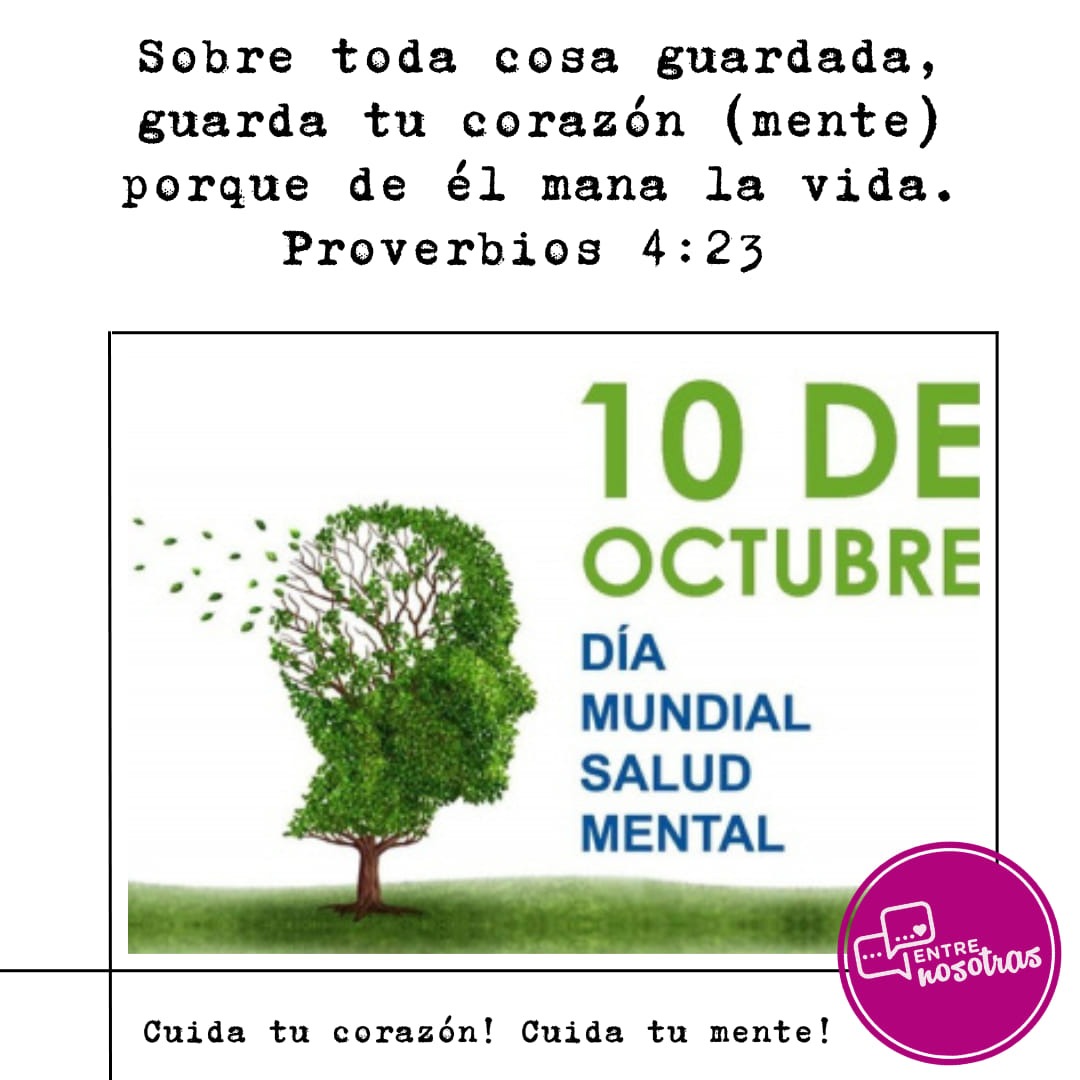 Sobre toda cosa guardada,
guarda tu corazón (mente)
porque de él mana la vida.
Proverbios 4:23
10 DE
OCTUBRE
DÍA
MUNDIAL
SALUD
MENTAL
ENTRE
nosotras
Cuida tu corazón! Cuida tu mente!